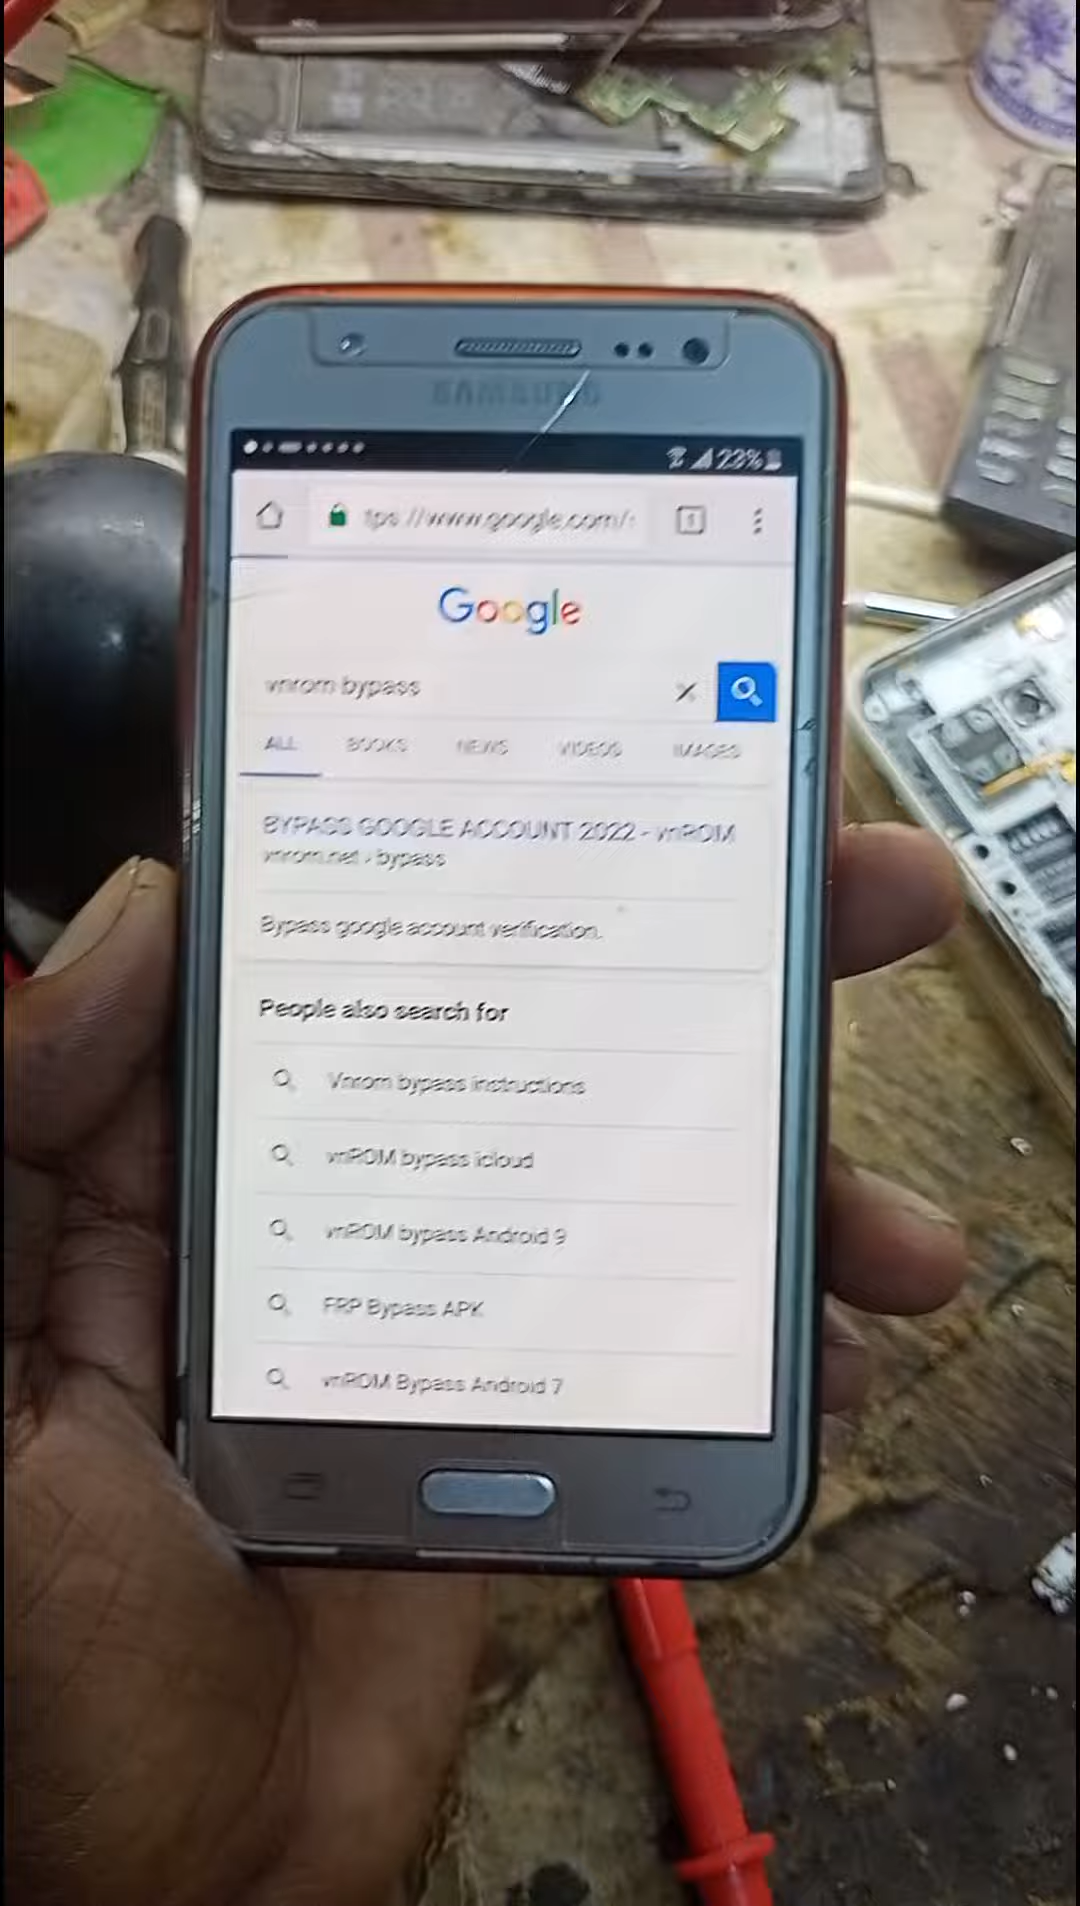 SAMSUNG
23%
tps://www.google.com/
1
Google
vnrom bypass
ALL BOOKS NEWS VIDEOS IMAGES
BYPASS GOOGLE ACCOUNT 2022 - vnROM
vnrom.net › bypass
Bypass google account verification.
People also search for
Vnrom bypass instructions
vnROM bypass icloud
vnROM bypass Android 9
FRP Bypass APK
vnROM Bypass Android 7